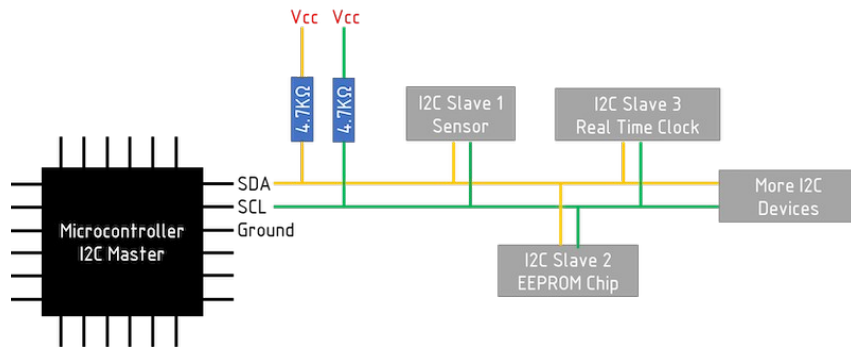 Vcc Vcc
4.7KΩ 4.7KΩ
I2C Slave 1
Sensor
I2C Slave 3
Real Time Clock
SDA
SCL
Ground
Microcontroller
I2C Master
More I2C
Devices
I2C Slave 2
EEPROM Chip